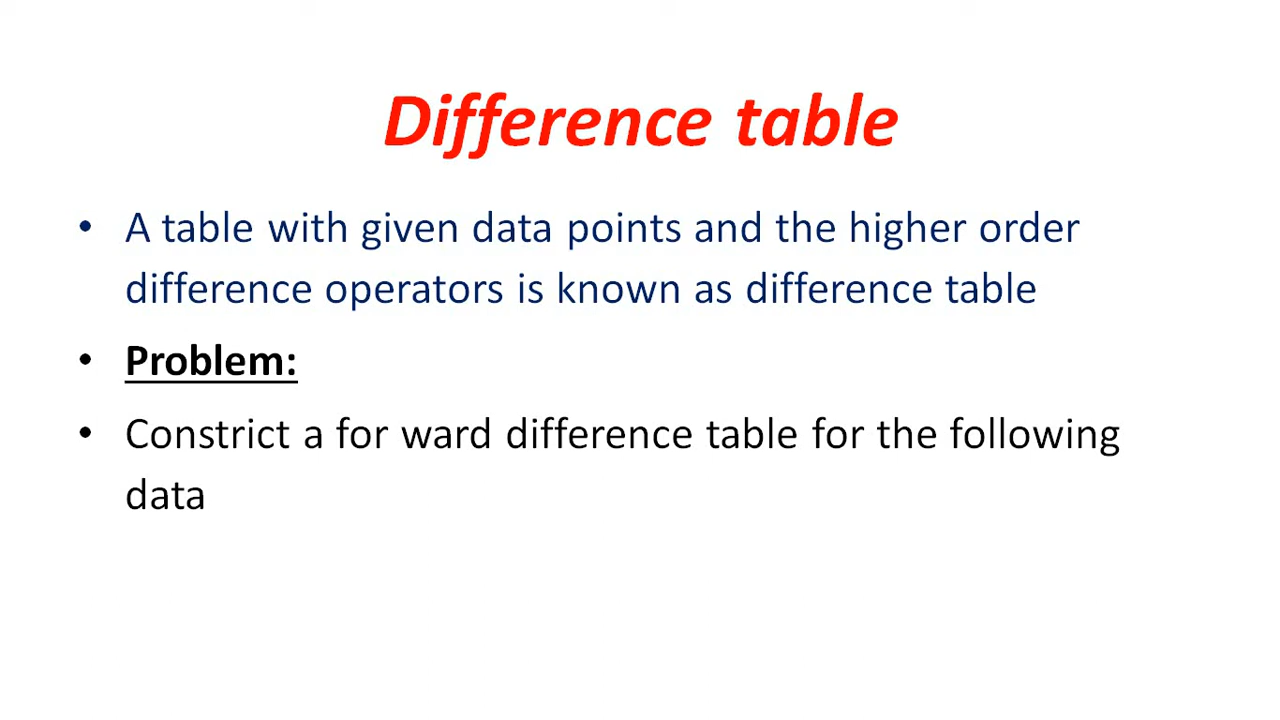 Difference table
• A table with given data points and the higher order
difference operators is known as difference table
• Problem:
• Constrict a for ward difference table for the following
data